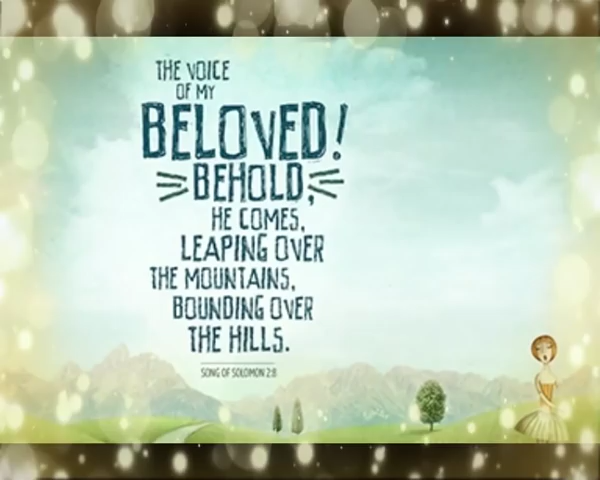 THE VOICE
OF MY
BELOVED!
BEHOLD,
HE COMES,
LEAPING OVER
THE MOUNTAINS,
BOUNDING OVER
THE HILLS.
SONG OF SOLOMON 2:8